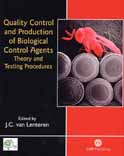 Quality Control
and Production
of Biological
Control Agents
Theory and
Testing Procedures
Edited by
J.C. van Lenteren